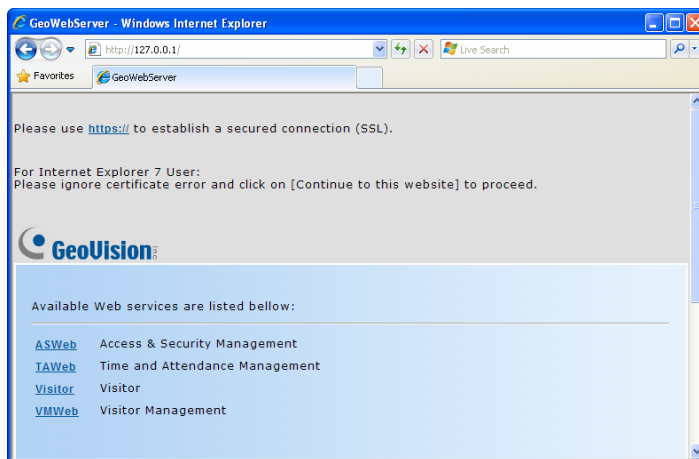 GeoWebServer - Windows Internet Explorer
http://127.0.0.1/
Live Search
Favorites
GeoWebServer
Please use https:// to establish a secured connection (SSL).
For Internet Explorer 7 User:
Please ignore certificate error and click on [Continue to this website] to proceed.
GeoVision
Available Web services are listed bellow:
ASWeb Access & Security Management
TAWeb Time and Attendance Management
Visitor Visitor
VMWeb Visitor Management